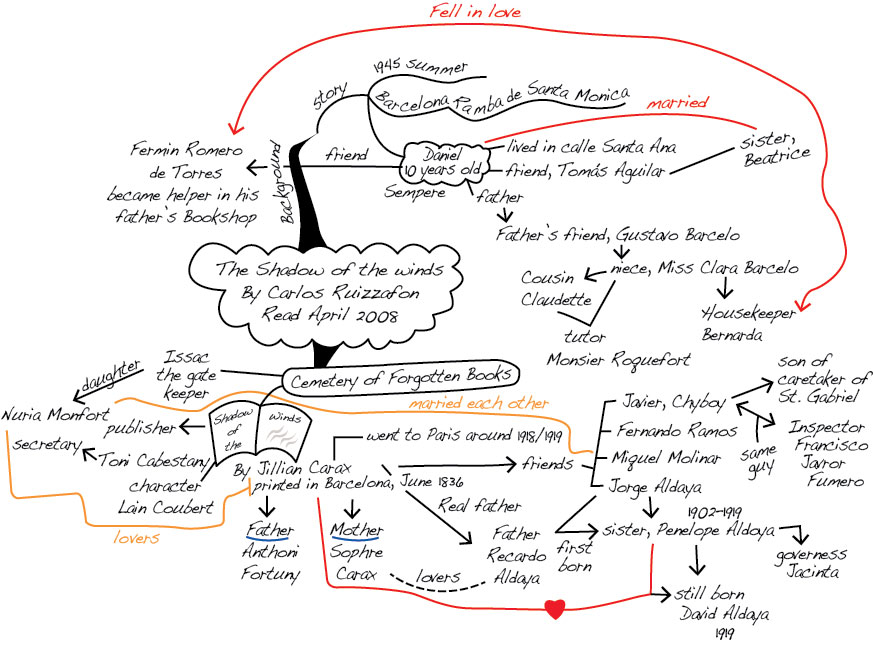 Fell in love
1945 summer
story
Barcelona Ramba de Santa Monica
married
Background
Fermin Romero
de Torres
became helper in his
father's Bookshop
friend
Daniel
10 years old
Sempere
lived in calle Santa Ana
friend, Tomás Aguilar
sister,
Beatrice
father
Father's friend, Gustavo Barcelo
niece, Miss Clara Barcelo
Cousin
Claudette
tutor
Monsier Roquefort
Housekeeper
Bernarda
The Shadow of the winds
By Carlos Ruizzafon
Read April 2008
Cemetery of Forgotten Books
Issac
the gate
keeper
daughter
Nuria Monfort
secretary
publisher
Toni Cabestany
character
Lain Coubert
Shadow
of
the
winds
By Jillian Carax
printed in Barcelona, June 1836
went to Paris around 1918/1919
married each other
friends
Javier, Chyboy
Fernando Ramos
Miquel Molinar
Jorge Aldaya
son of
caretaker of
St. Gabriel
same
guy
Inspector
Francisco
Javror
Fumero
lovers
Father
Anthoni
Fortuny
Mother
Sophre
Carax
lovers
Real father
Father
Recardo
Aldaya
first
born
1902-1919
sister, Penelope Aldoya
governess
Jacinta
still born
David Aldaya
1919